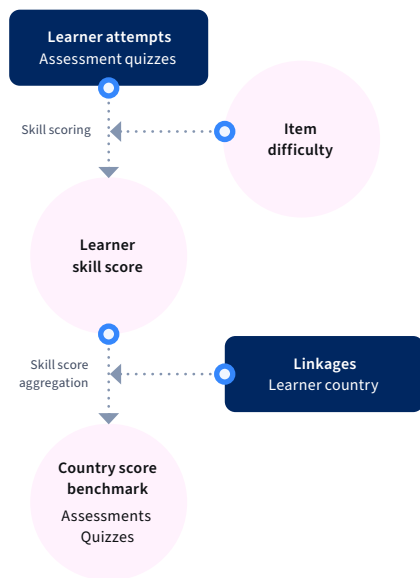 Learner attempts
Assessment quizzes
Skill scoring
Item
difficulty
Learner
skill score
Skill score
aggregation
Linkages
Learner country
Country score
benchmark
Assessments
Quizzes